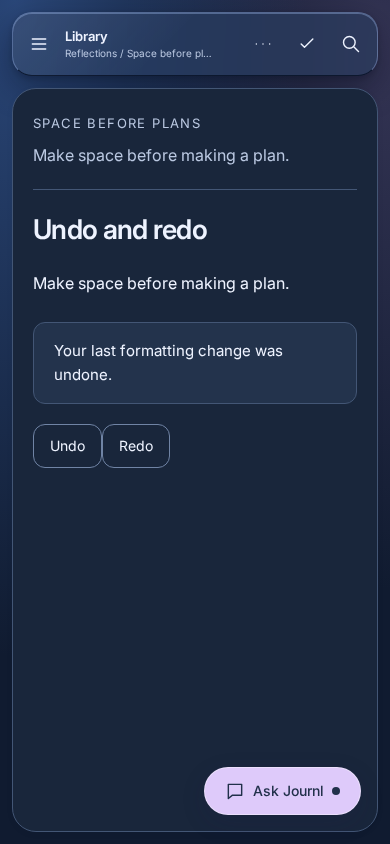 Library
Reflections / Space before pl...
SPACE BEFORE PLANS
Make space before making a plan.
Undo and redo
Make space before making a plan.
Your last formatting change was
undone.
Undo Redo
Ask Journl